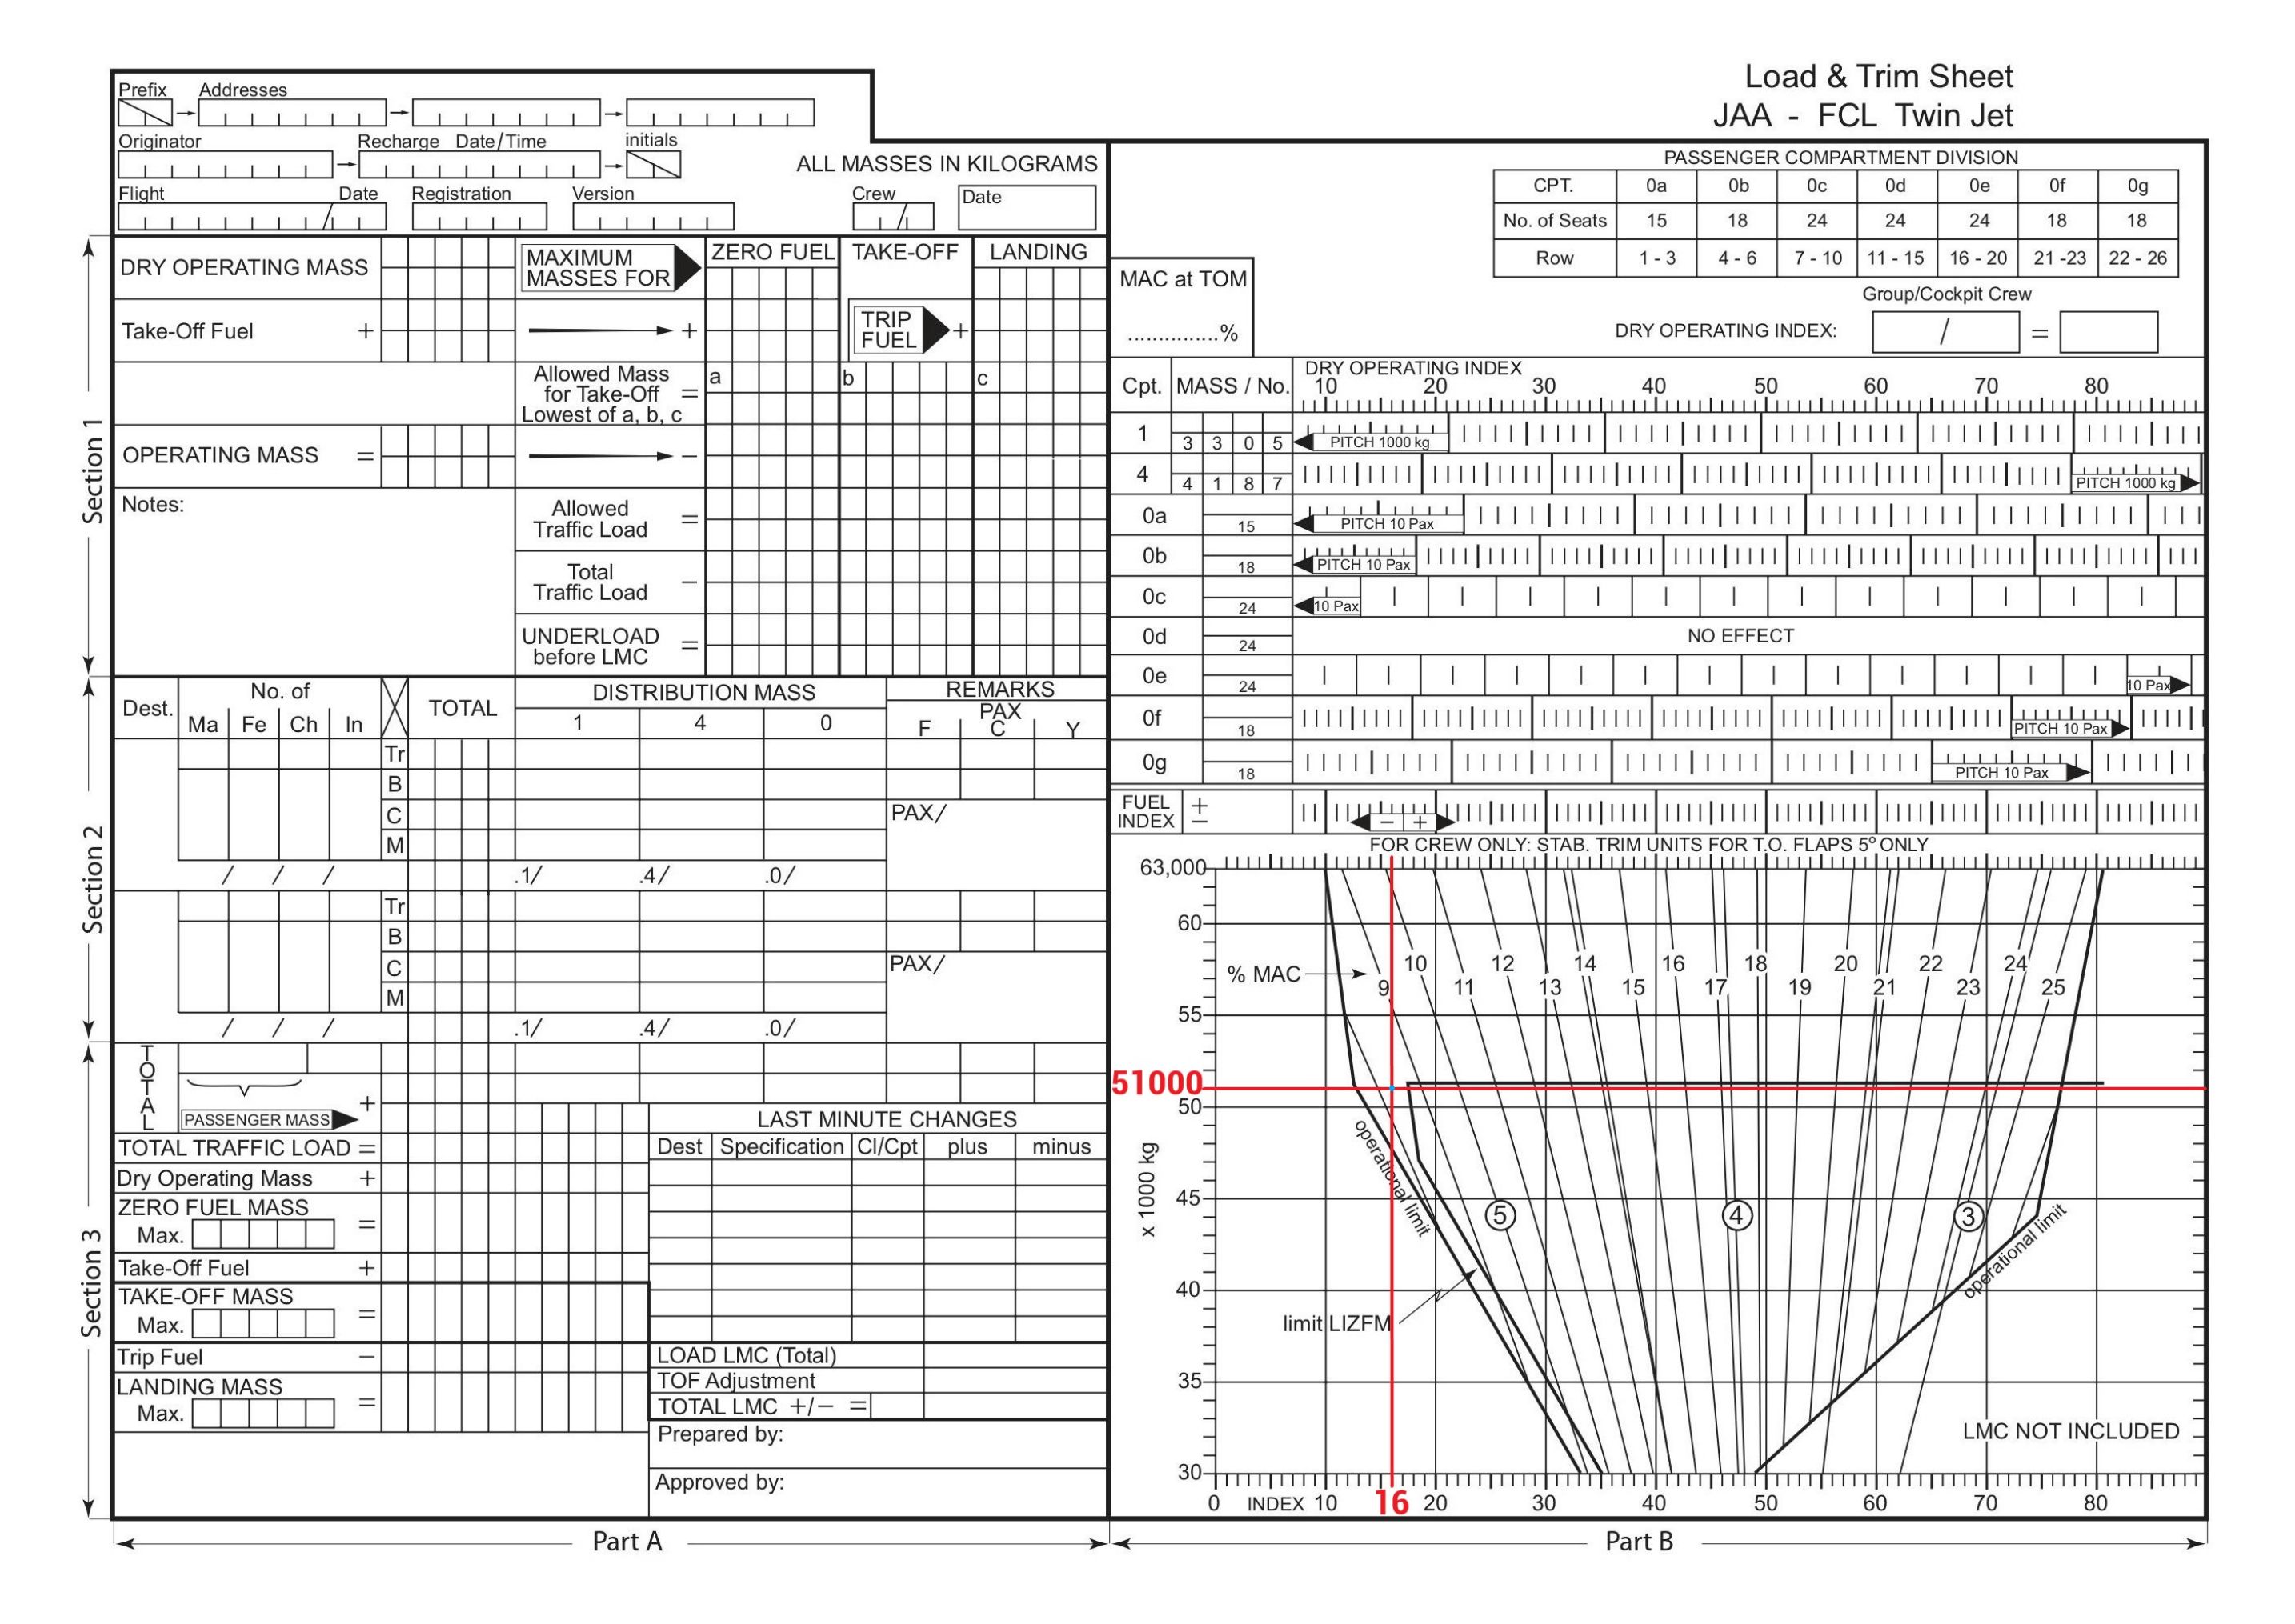 Load & Trim Sheet
JAA - FCL Twin Jet
Prefix Addresses
Originator Recharge Date/Time initials
ALL MASSES IN KILOGRAMS
Flight Date Registration Version Crew Date
/ /
Section 1
DRY OPERATING MASS
MAXIMUM
MASSES FOR
ZERO FUEL TAKE-OFF LANDING
Take-Off Fuel + +
TRIP
FUEL +
Allowed Mass
for Take-Off =
Lowest of a, b, c
a b c
OPERATING MASS = −
Notes:
Allowed
Traffic Load =
Total
Traffic Load −
UNDERLOAD
before LMC =
Section 2
Dest. No. of TOTAL DISTRIBUTION MASS REMARKS
Ma Fe Ch In 1 4 0 PAX
F C Y
Tr
B
C PAX/
M
/ / / .1/ .4/ .0/
Tr
B
C PAX/
M
/ / / .1/ .4/ .0/
Section 3
TOTAL
PASSENGER MASS +
TOTAL TRAFFIC LOAD =
Dry Operating Mass +
ZERO FUEL MASS
Max. =
Take-Off Fuel +
TAKE-OFF MASS
Max. =
Trip Fuel −
LANDING MASS
Max. =
LAST MINUTE CHANGES
Dest Specification Cl/Cpt plus minus
LOAD LMC (Total)
TOF Adjustment
TOTAL LMC +/− =
Prepared by:
Approved by:
Part A
PASSENGER COMPARTMENT DIVISION
CPT. 0a 0b 0c 0d 0e 0f 0g
No. of Seats 15 18 24 24 24 18 18
Row 1 - 3 4 - 6 7 - 10 11 - 15 16 - 20 21 -23 22 - 26
MAC at TOM
...............%
Group/Cockpit Crew
DRY OPERATING INDEX: / =
Cpt. MASS / No. DRY OPERATING INDEX
10 20 30 40 50 60 70 80
1 3 3 0 5 PITCH 1000 kg
4 4 1 8 7 PITCH 1000 kg
0a 15 PITCH 10 Pax
0b 18 PITCH 10 Pax
0c 24 10 Pax
0d 24 NO EFFECT
0e 24 10 Pax
0f 18 PITCH 10 Pax
0g 18 PITCH 10 Pax
FUEL
INDEX + − − +
FOR CREW ONLY: STAB. TRIM UNITS FOR T.O. FLAPS 5° ONLY
63,000
60
% MAC
10 12 14 16 18 20 22 24
9 11 13 15 17 19 21 23 25
55
51000
50
x 1000 kg
operational limit
45
5 4 3
operational limit
40
limit LIZFM
35
LMC NOT INCLUDED
30
0 INDEX 10 16 20 30 40 50 60 70 80
Part B